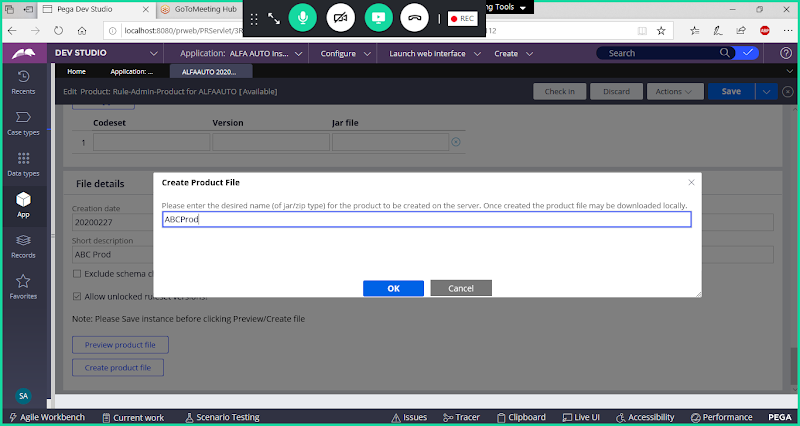 Pega Dev Studio
GoToMeeting Hub
REC
ing Tools
localhost:8080/prweb/PRServlet/3R
112
DEV STUDIO
Application: ALFA AUTO Ins...
Configure
Launch web interface
Create
Search
Recents
Case types
Data types
App
Records
Favorites
SA
Home
Application: ...
ALFAAUTO 2020...
Edit Product: Rule-Admin-Product for ALFAAUTO [Available]
Check in
Discard
Actions
Save
Codeset
Version
Jar file
1
File details
Creation date
20200227
Short description
ABC Prod
Exclude schema c
Allow unlocked ruleset versions.
Note: Please Save instance before clicking Preview/Create file
Preview product file
Create product file
Create Product File
Please enter the desired name (of jar/zip type) for the product to be created on the server. Once created the product file may be downloaded locally.
ABCProd
OK
Cancel
Agile Workbench
Current work
Scenario Testing
Issues
Tracer
Clipboard
Live UI
Accessibility
Performance
PEGA